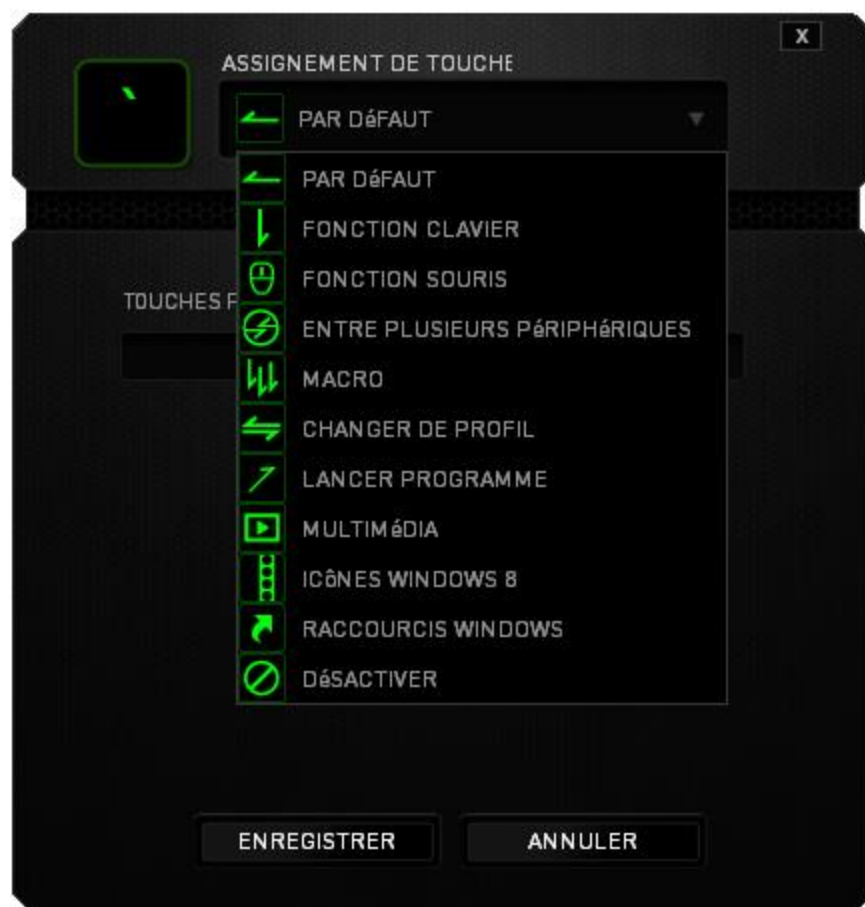 X
ASSIGNEMENT DE TOUCHE
`
PAR DéFAUT
PAR DéFAUT
FONCTION CLAVIER
FONCTION SOURIS
TOUCHES
ENTRE PLUSIEURS PéRIPHéRIQUES
MACRO
CHANGER DE PROFIL
LANCER PROGRAMME
MULTIMéDIA
ICôNES WINDOWS 8
RACCOURCIS WINDOWS
DéSACTIVER
ENREGISTRER
ANNULER